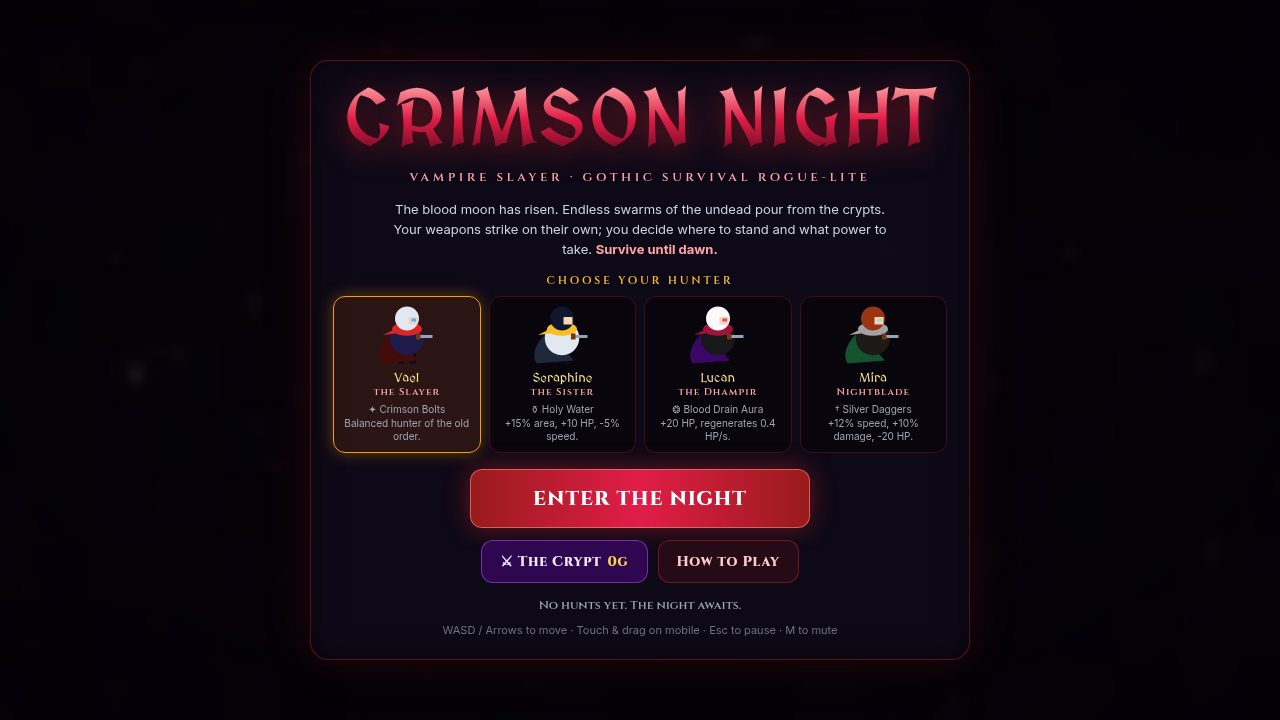 CRIMSON NIGHT
VAMPIRE SLAYER · GOTHIC SURVIVAL ROGUE-LITE
The blood moon has risen. Endless swarms of the undead pour from the crypts.
Your weapons strike on their own; you decide where to stand and what power to
take. Survive until dawn.
CHOOSE YOUR HUNTER
Vael
THE SLAYER
✦ Crimson Bolts
Balanced hunter of the old
order.
Seraphine
THE SISTER
⚱ Holy Water
+15% area, +10 HP, -5%
speed.
Lucan
THE DHAMPIR
❂ Blood Drain Aura
+20 HP, regenerates 0.4
HP/s.
Mira
NIGHTBLADE
† Silver Daggers
+12% speed, +10%
damage, -20 HP.
ENTER THE NIGHT
⚔ The Crypt 0G
How to Play
No hunts yet. The night awaits.
WASD / Arrows to move · Touch & drag on mobile · Esc to pause · M to mute